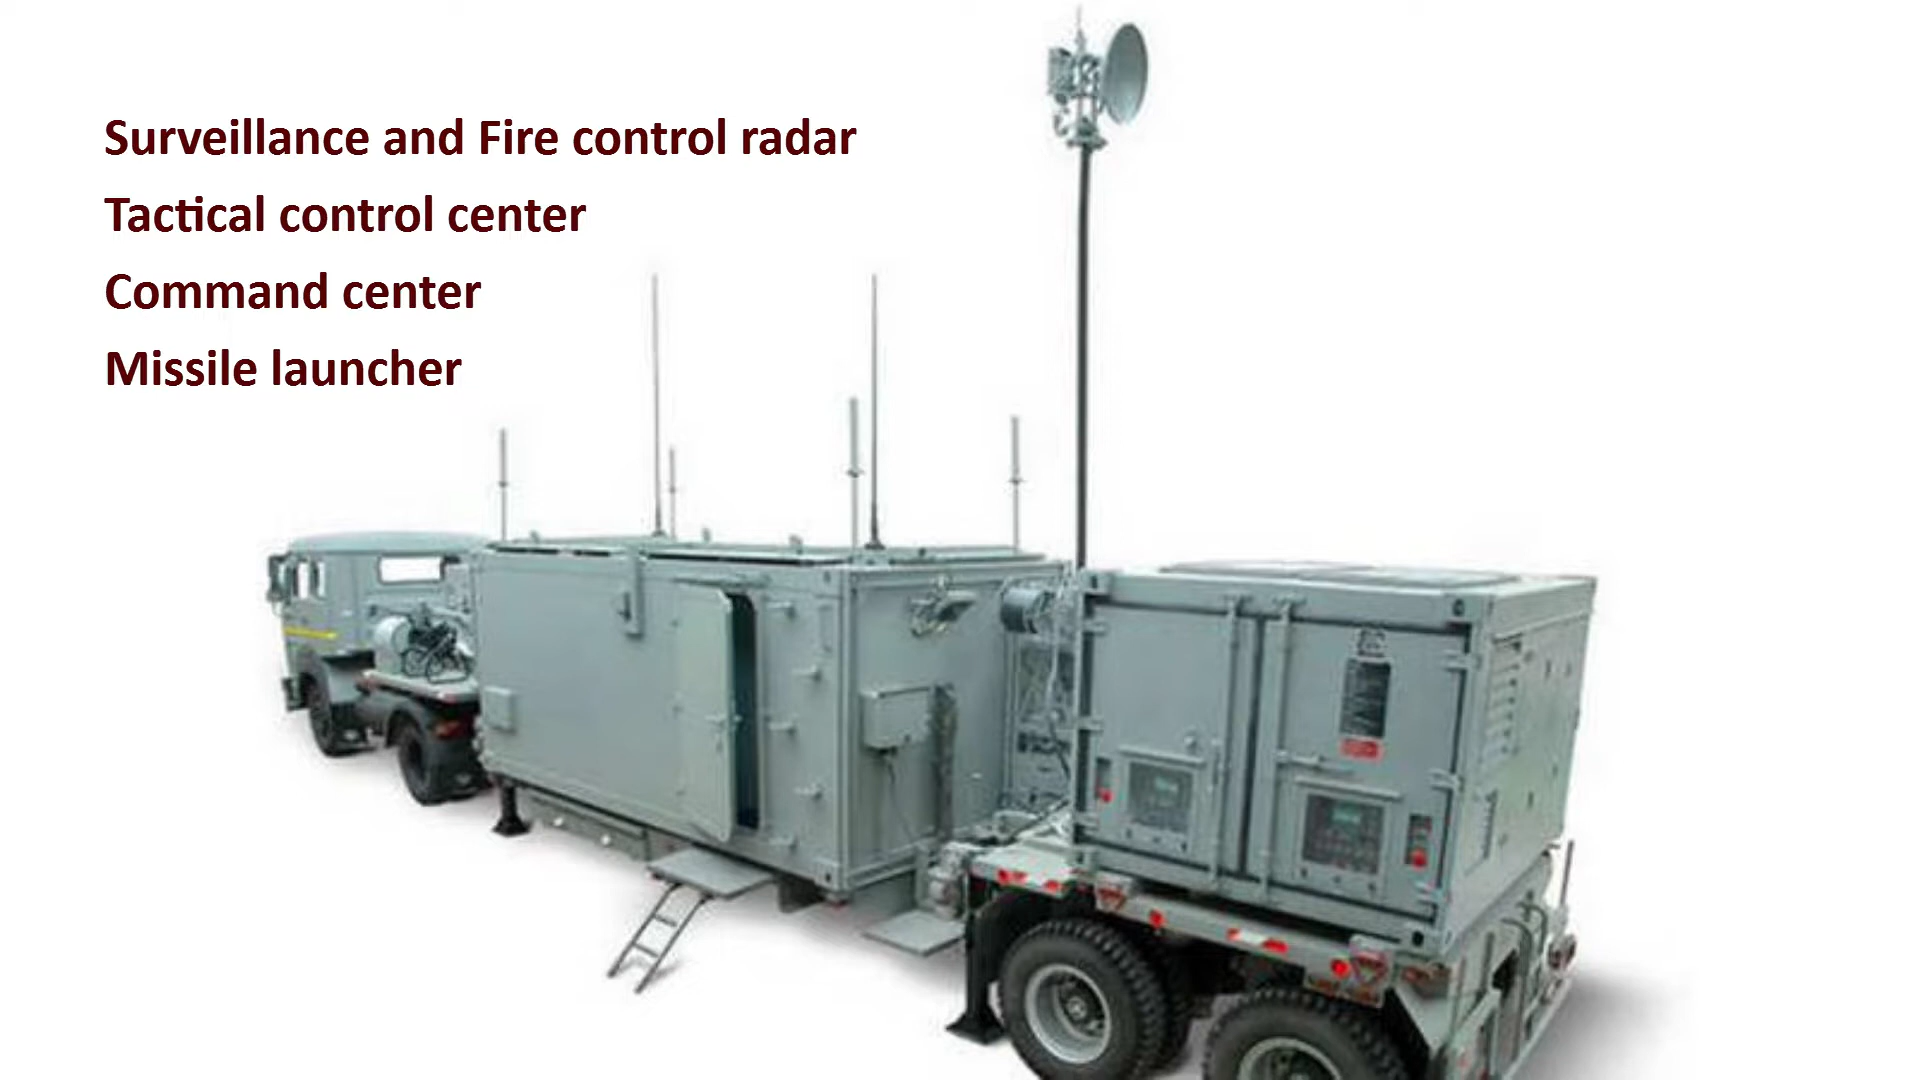 Surveillance and Fire control radar
Tactical control center
Command center
Missile launcher